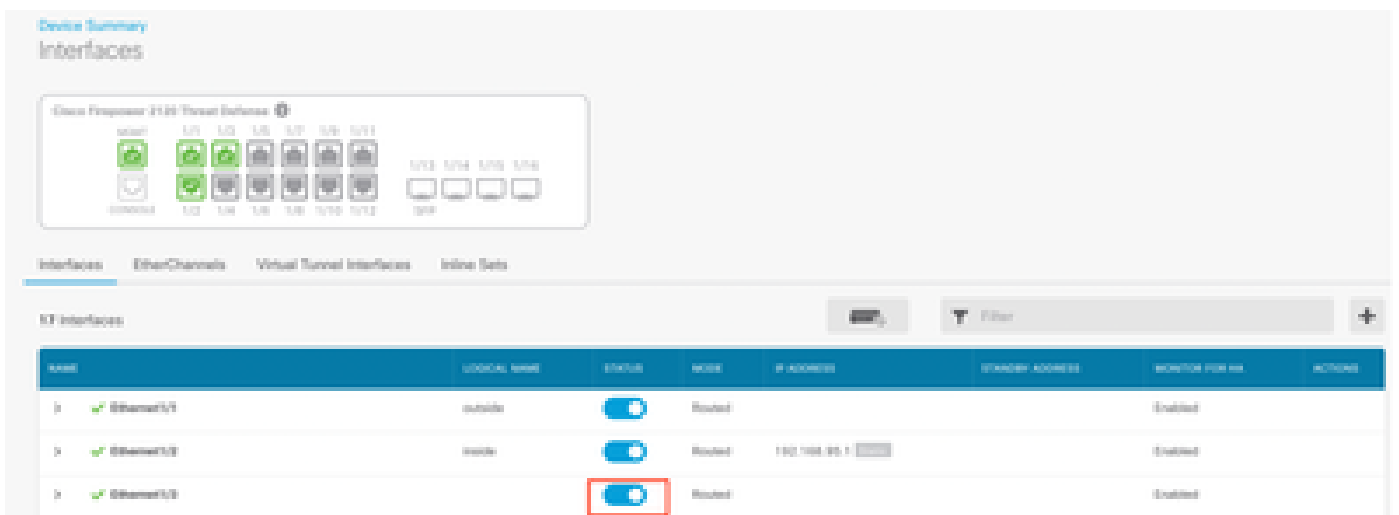 Device Summary
Interfaces
Cisco Firepower 2120 Threat Defense
MGMT 1/1 1/3 1/5 1/7 1/9 1/11
1/13 1/14 1/15 1/16
CONSOLE 1/2 1/4 1/6 1/8 1/10 1/12 SFP
Interfaces EtherChannels Virtual Tunnel Interfaces Inline Sets
17 Interfaces Filter
NAME LOGICAL NAME STATUS MODE IP ADDRESS STANDBY ADDRESS MONITOR FOR HA ACTIONS
Ethernet1/1 outside Routed Enabled
Ethernet1/2 inside Routed 192.168.95.1 Static Enabled
Ethernet1/3 Routed Enabled